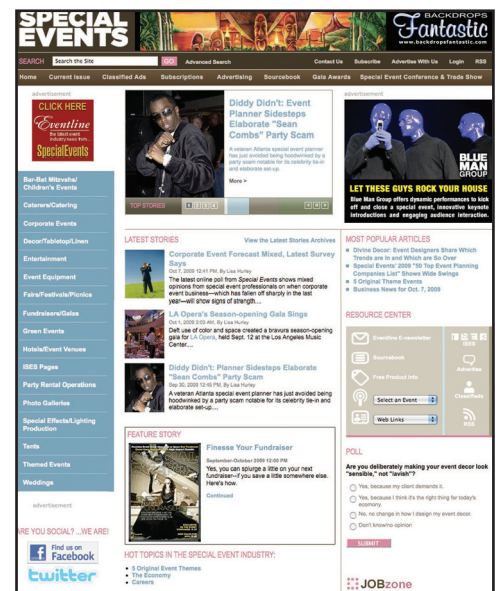 SPECIAL
EVENTS
BACKDROPS
Fantastic
www.backdropsfantastic.com
SEARCH Search the Site GO Advanced Search
Contact Us Subscribe Advertise With Us Login RSS
Home Current Issue Classified Ads Subscriptions Advertising Sourcebook Gala Awards Special Event Conference & Trade Show
advertisement
CLICK HERE
Eventline
the latest event
industry news from...
SpecialEvents
Bar-Bat Mitzvahs/
Children's Events
Caterers/Catering
Corporate Events
Decor/Tabletop/Linen
Entertainment
Event Equipment
Fairs/Festivals/Picnics
Fundraisers/Galas
Green Events
Hotels/Event Venues
ISES Pages
Party Rental Operations
Photo Galleries
Special Effects/Lighting
Production
Tents
Themed Events
Weddings
advertisement
ARE YOU SOCIAL? ...WE ARE!
Find us on
Facebook
twitter
Diddy Didn't: Event
Planner Sidesteps
Elaborate "Sean
Combs" Party Scam
A veteran Atlanta special event planner
has just avoided being hoodwinked by a
party scam notable for its celebrity tie-in
and elaborate set-up.
More >
TOP STORIES 1 2 3 4
LATEST STORIES View the Latest Stories Archives
Corporate Event Forecast Mixed, Latest Survey
Says
Oct 7, 2009 12:41 PM, By Lisa Hurley
The latest online poll from Special Events shows mixed
opinions from special event professionals on when corporate
event business—which has fallen off sharply in the last
year—will show signs of strength....
LA Opera's Season-opening Gala Sings
Oct 1, 2009 3:03 AM, By Lisa Hurley
Deft use of color and space created a bravura season-opening
gala for LA Opera, held Sept. 12 at the Los Angeles Music
Center....
Diddy Didn't: Planner Sidesteps "Sean
Combs" Party Scam
Sep 30, 2009 12:45 PM, By Lisa Hurley
A veteran Atlanta special event planner has just avoided being
hoodwinked by a party scam notable for its celebrity tie-in and
elaborate set-up....
FEATURE STORY
Finesse Your Fundraiser
September-October 2009 12:00 PM
Yes, you can splurge a little on your next
fundraiser–if you save a little somewhere else.
Here's how.
Continued
HOT TOPICS IN THE SPECIAL EVENT INDUSTRY:
5 Original Event Themes
The Economy
Careers
advertisement
BLUE
MAN
GROUP
LET THESE GUYS ROCK YOUR HOUSE
Blue Man Group offers dynamic performances to kick
off and close a special event, innovative keynote
introductions and engaging audience interaction.
MOST POPULAR ARTICLES
Divine Decor: Event Designers Share Which
Trends are in and Which are So Over
Special Events' 2009 "50 Top Event Planning
Companies List" Shows Wide Swings
5 Original Theme Events
Business News for Oct. 7, 2009
RESOURCE CENTER
Eventline E-newsletter
Sourcebook
Free Product Info
Select an Event
Web Links
ISES
Advertise
Classifieds
RSS
POLL
Are you deliberately making your event decor look
"sensible," not "lavish"?
Yes, because my client demands it.
Yes, because I think it's the right thing for today's
economy.
No, no change in how I design my event decor.
Don't know/no opinion
SUBMIT
JOBzone